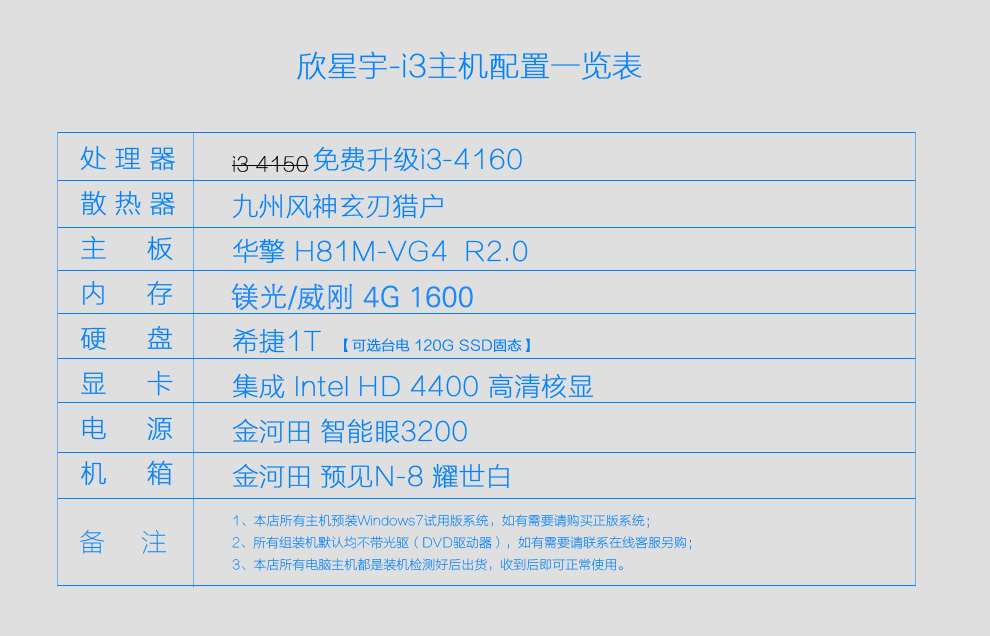 欣星宇-i3主机配置一览表
处理器 i3 4150 免费升级i3-4160
散热器 九州风神玄刃猎户
主板 华擎 H81M-VG4 R2.0
内存 镁光/威刚 4G 1600
硬盘 希捷1T 【可选台电 120G SSD固态】
显卡 集成 Intel HD 4400 高清核显
电源 金河田 智能眼3200
机箱 金河田 预见N-8 耀世白
备注
1、本店所有主机预装Windows7试用版系统，如有需要请购买正版系统；
2、所有组装机默认均不带光驱（DVD驱动器），如有需要请联系在线客服另购；
3、本店所有电脑主机都是装机检测好后出货，收到后即可正常使用。